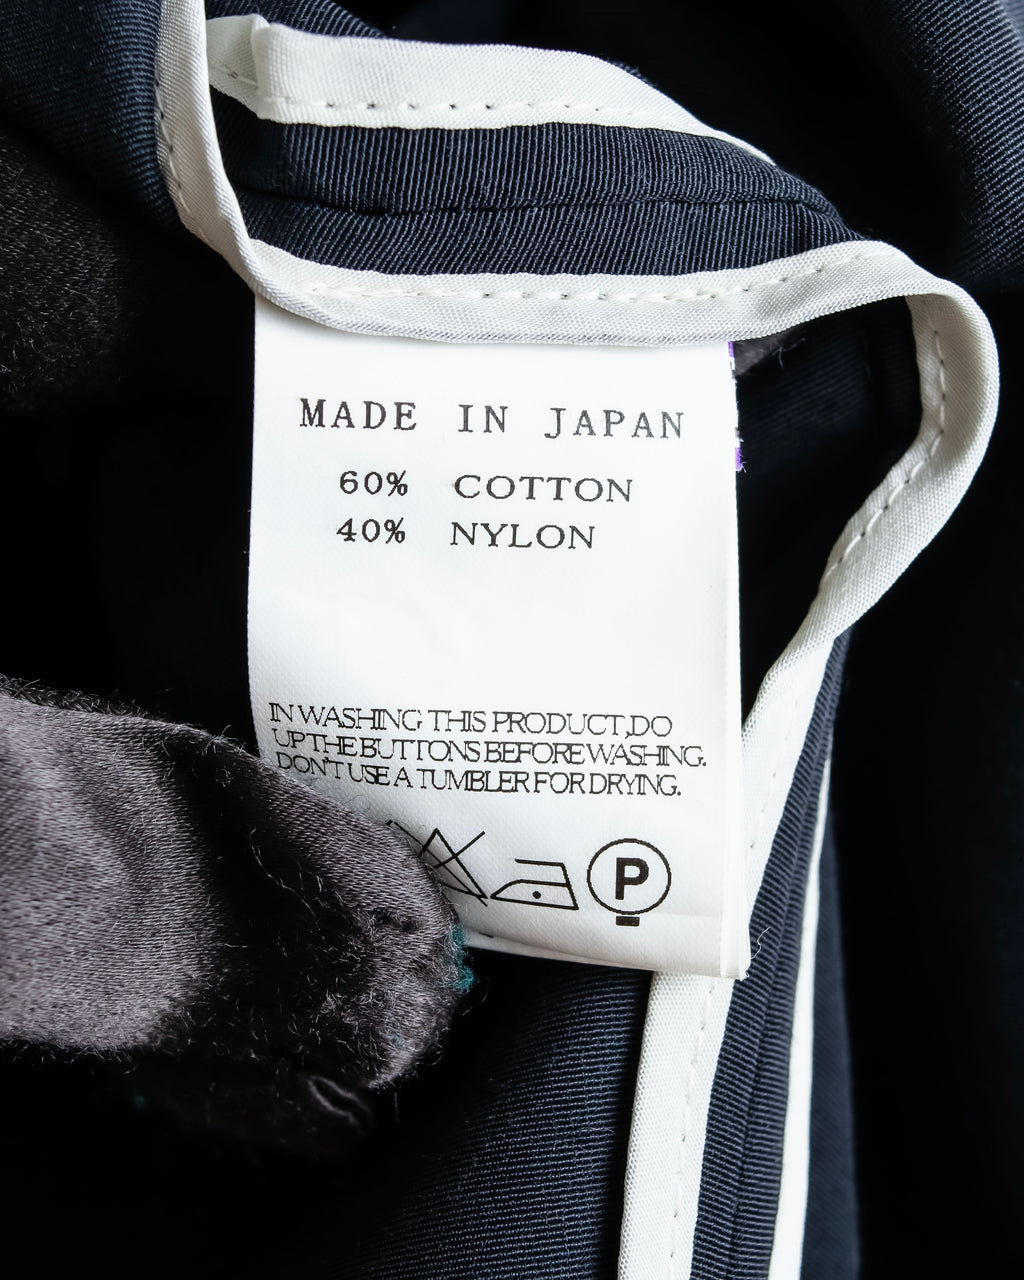 MADE IN JAPAN
60% COTTON
40% NYLON
IN WASHING THIS PRODUCT,DO
UP THE BUTTONS BEFORE WASHING.
DON'T USE A TUMBLER FOR DRYING.
P